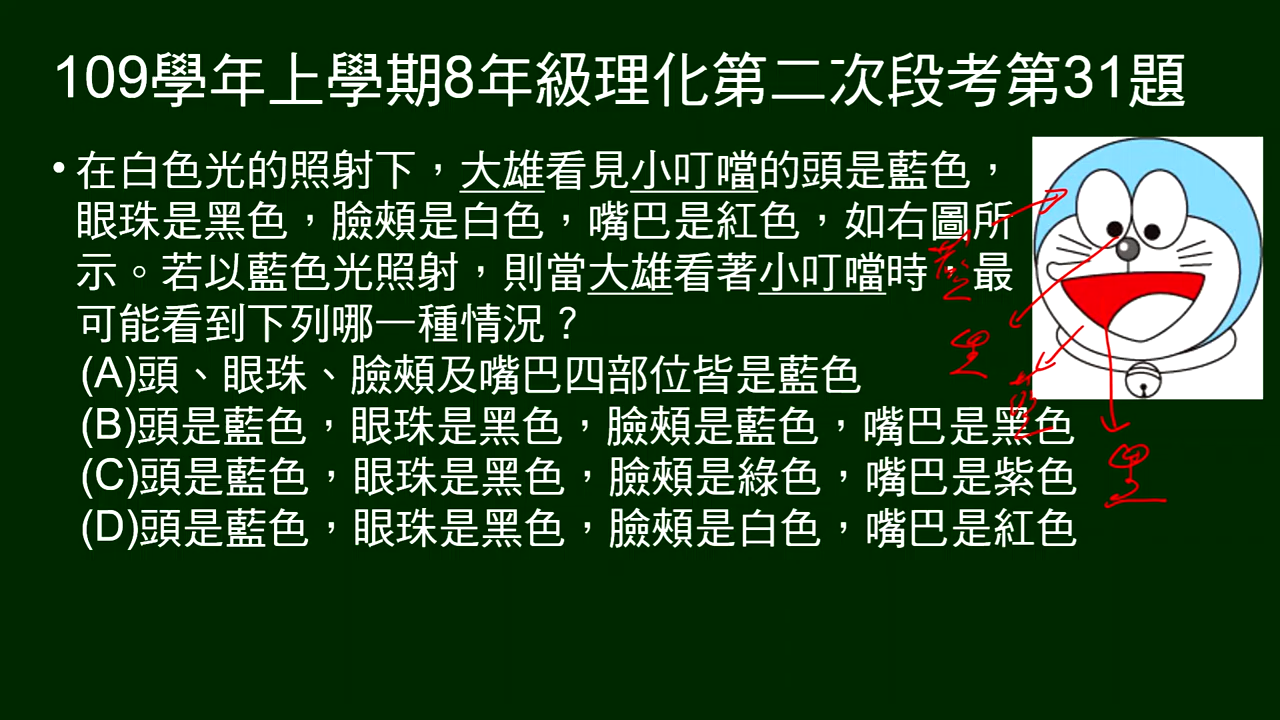 109學年上學期8年級理化第二次段考第31題
•在白色光的照射下，大雄看見小叮噹的頭是藍色，
眼珠是黑色，臉頰是白色，嘴巴是紅色，如右圖所
示。若以藍色光照射，則當大雄看著小叮噹時，最
可能看到下列哪一種情況？
(A)頭、眼珠、臉頰及嘴巴四部位皆是藍色
(B)頭是藍色，眼珠是黑色，臉頰是藍色，嘴巴是黑色
(C)頭是藍色，眼珠是黑色，臉頰是綠色，嘴巴是紫色
(D)頭是藍色，眼珠是黑色，臉頰是白色，嘴巴是紅色
藍
黑
藍
黑